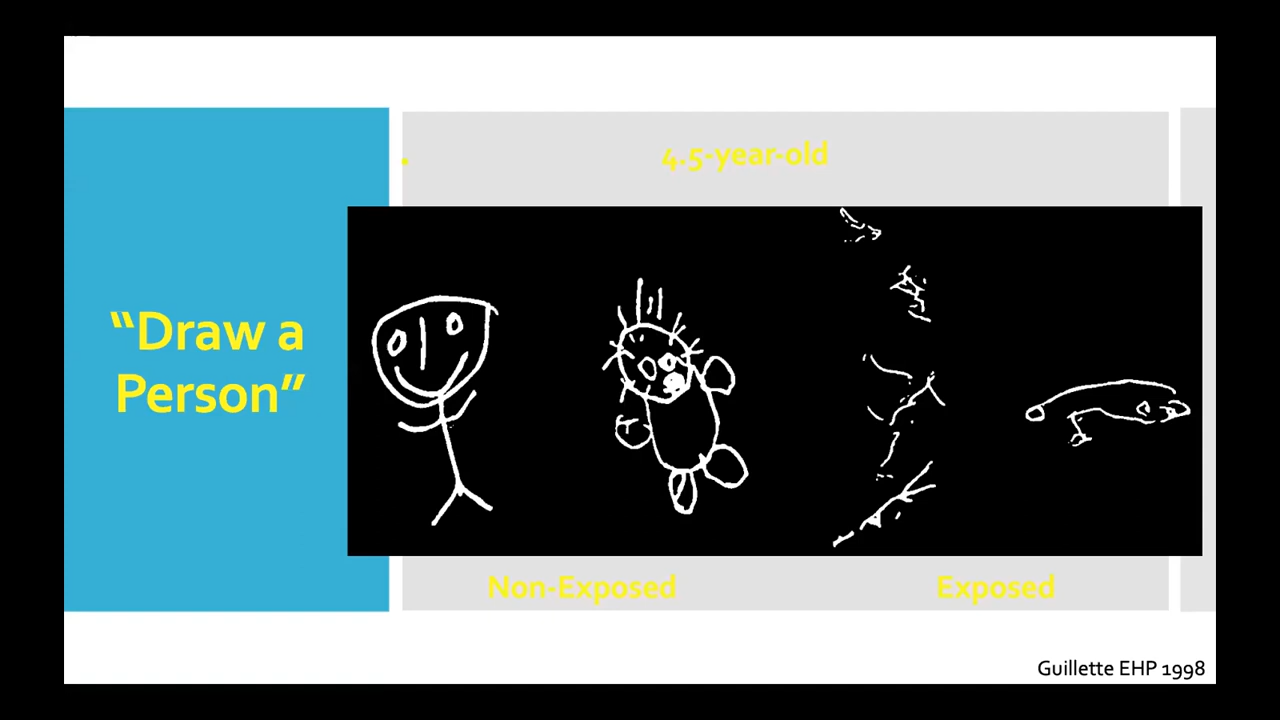 “Draw a
Person”
. 4.5-year-old
Non-Exposed
Exposed
Guillette EHP 1998